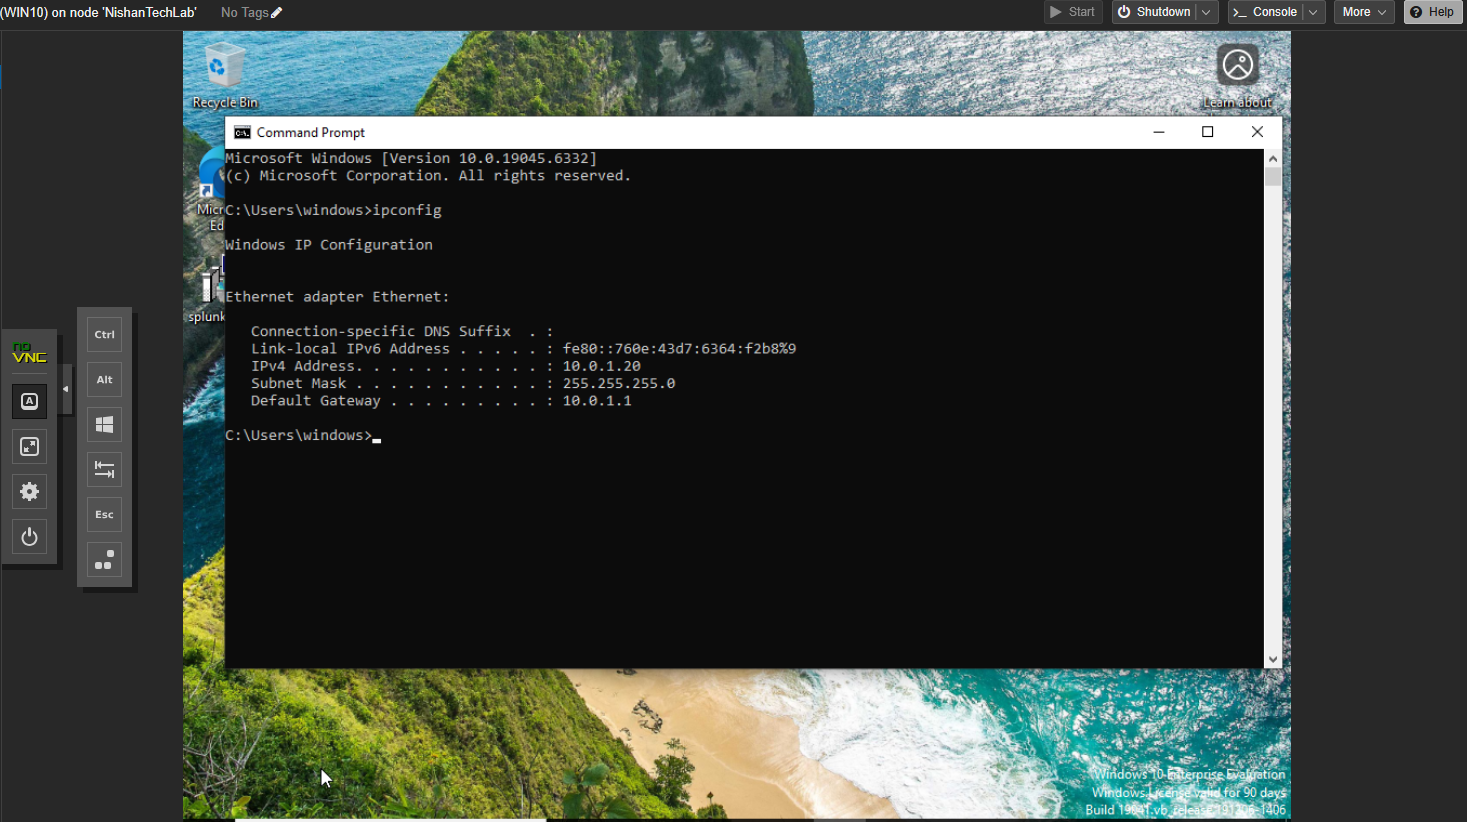 (WIN10) on node 'NishanTechLab' No Tags
Start Shutdown Console More Help
Recycle Bin
Learn about
Command Prompt
Microsoft Windows [Version 10.0.19045.6332]
(c) Microsoft Corporation. All rights reserved.
C:\Users\windows>ipconfig
Windows IP Configuration
Ethernet adapter Ethernet:
Connection-specific DNS Suffix . :
Link-local IPv6 Address . . . . . : fe80::760e:43d7:6364:f2b8%9
IPv4 Address. . . . . . . . . . . : 10.0.1.20
Subnet Mask . . . . . . . . . . . : 255.255.255.0
Default Gateway . . . . . . . . . : 10.0.1.1
C:\Users\windows>
Micr
Ed
splunk
no
VNC
A
Ctrl
Alt
Esc
Windows 10 Enterprise Evaluation
Windows License valid for 90 days
Build 19041.vb_release.191206-1406